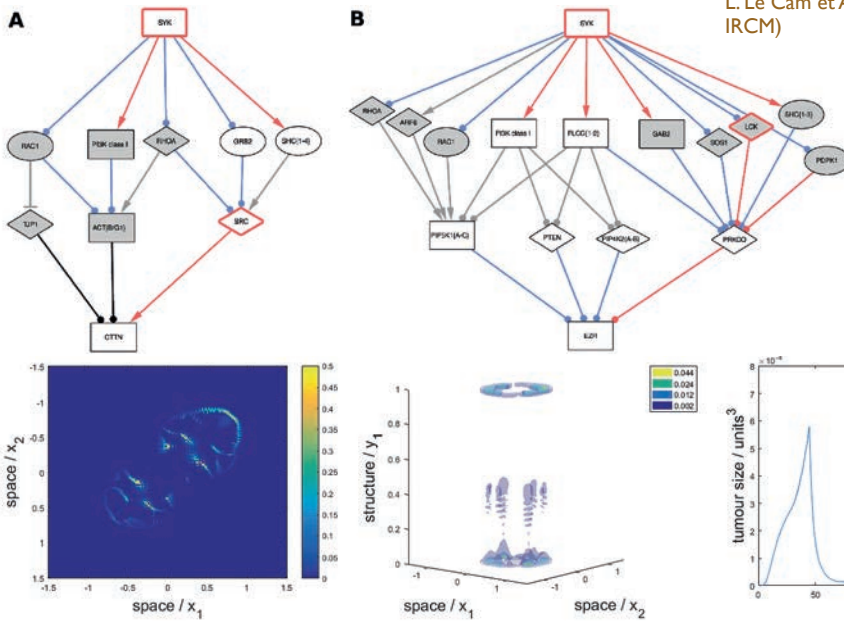 L. Le Cam et A
IRCM)
A
SYK
RAC1
PI3K class I
RHOA
GRB2
SHC(1-4)
TJP1
ACT(B/G1)
SRC
CTTN
B
SYK
RHOA
ARF6
RAC1
PI3K class I
PLCG(1-2)
GAB2
SOS1
LCK
SHC(1-3)
PDPK1
PIP5K1(A-C)
PTEN
PIP4K2(A-B)
PRKCQ
EZR
-1.5
-1
-0.5
0
0.5
1
1.5
space / x2
-1.5 -1 -0.5 0 0.5 1 1.5
space / x1
0.5
0.45
0.4
0.35
0.3
0.25
0.2
0.15
0.1
0.05
0
1
0.8
0.6
0.4
0.2
0
structure / y1
-1 0 1
space / x1
-1 0 1
space / x2
0.044
0.024
0.012
0.002
8
7
6
5
4
3
2
1
0
tumour size / units3
0 50